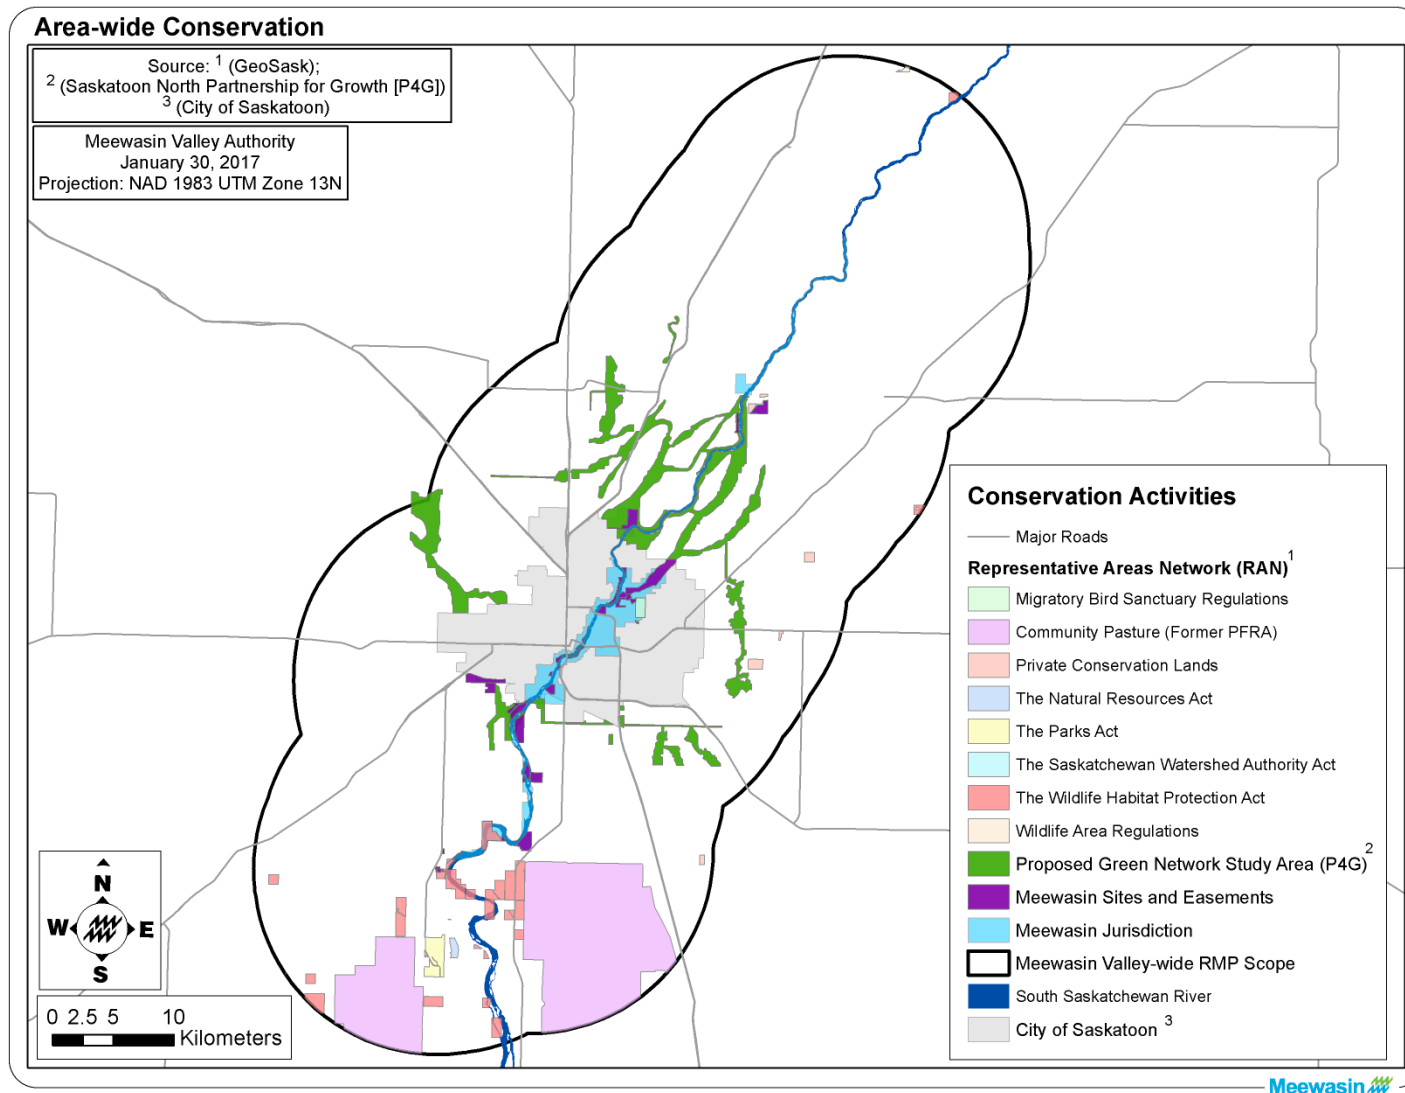 Area-wide Conservation
Source: 1 (GeoSask);
2 (Saskatoon North Partnership for Growth [P4G])
3 (City of Saskatoon)
Meewasin Valley Authority
January 30, 2017
Projection: NAD 1983 UTM Zone 13N
Conservation Activities
Major Roads
Representative Areas Network (RAN)1
Migratory Bird Sanctuary Regulations
Community Pasture (Former PFRA)
Private Conservation Lands
The Natural Resources Act
The Parks Act
The Saskatchewan Watershed Authority Act
The Wildlife Habitat Protection Act
Wildlife Area Regulations
Proposed Green Network Study Area (P4G)2
Meewasin Sites and Easements
Meewasin Jurisdiction
Meewasin Valley-wide RMP Scope
South Saskatchewan River
City of Saskatoon 3
N
W E
S
0 2.5 5 10
Kilometers
Meewasin